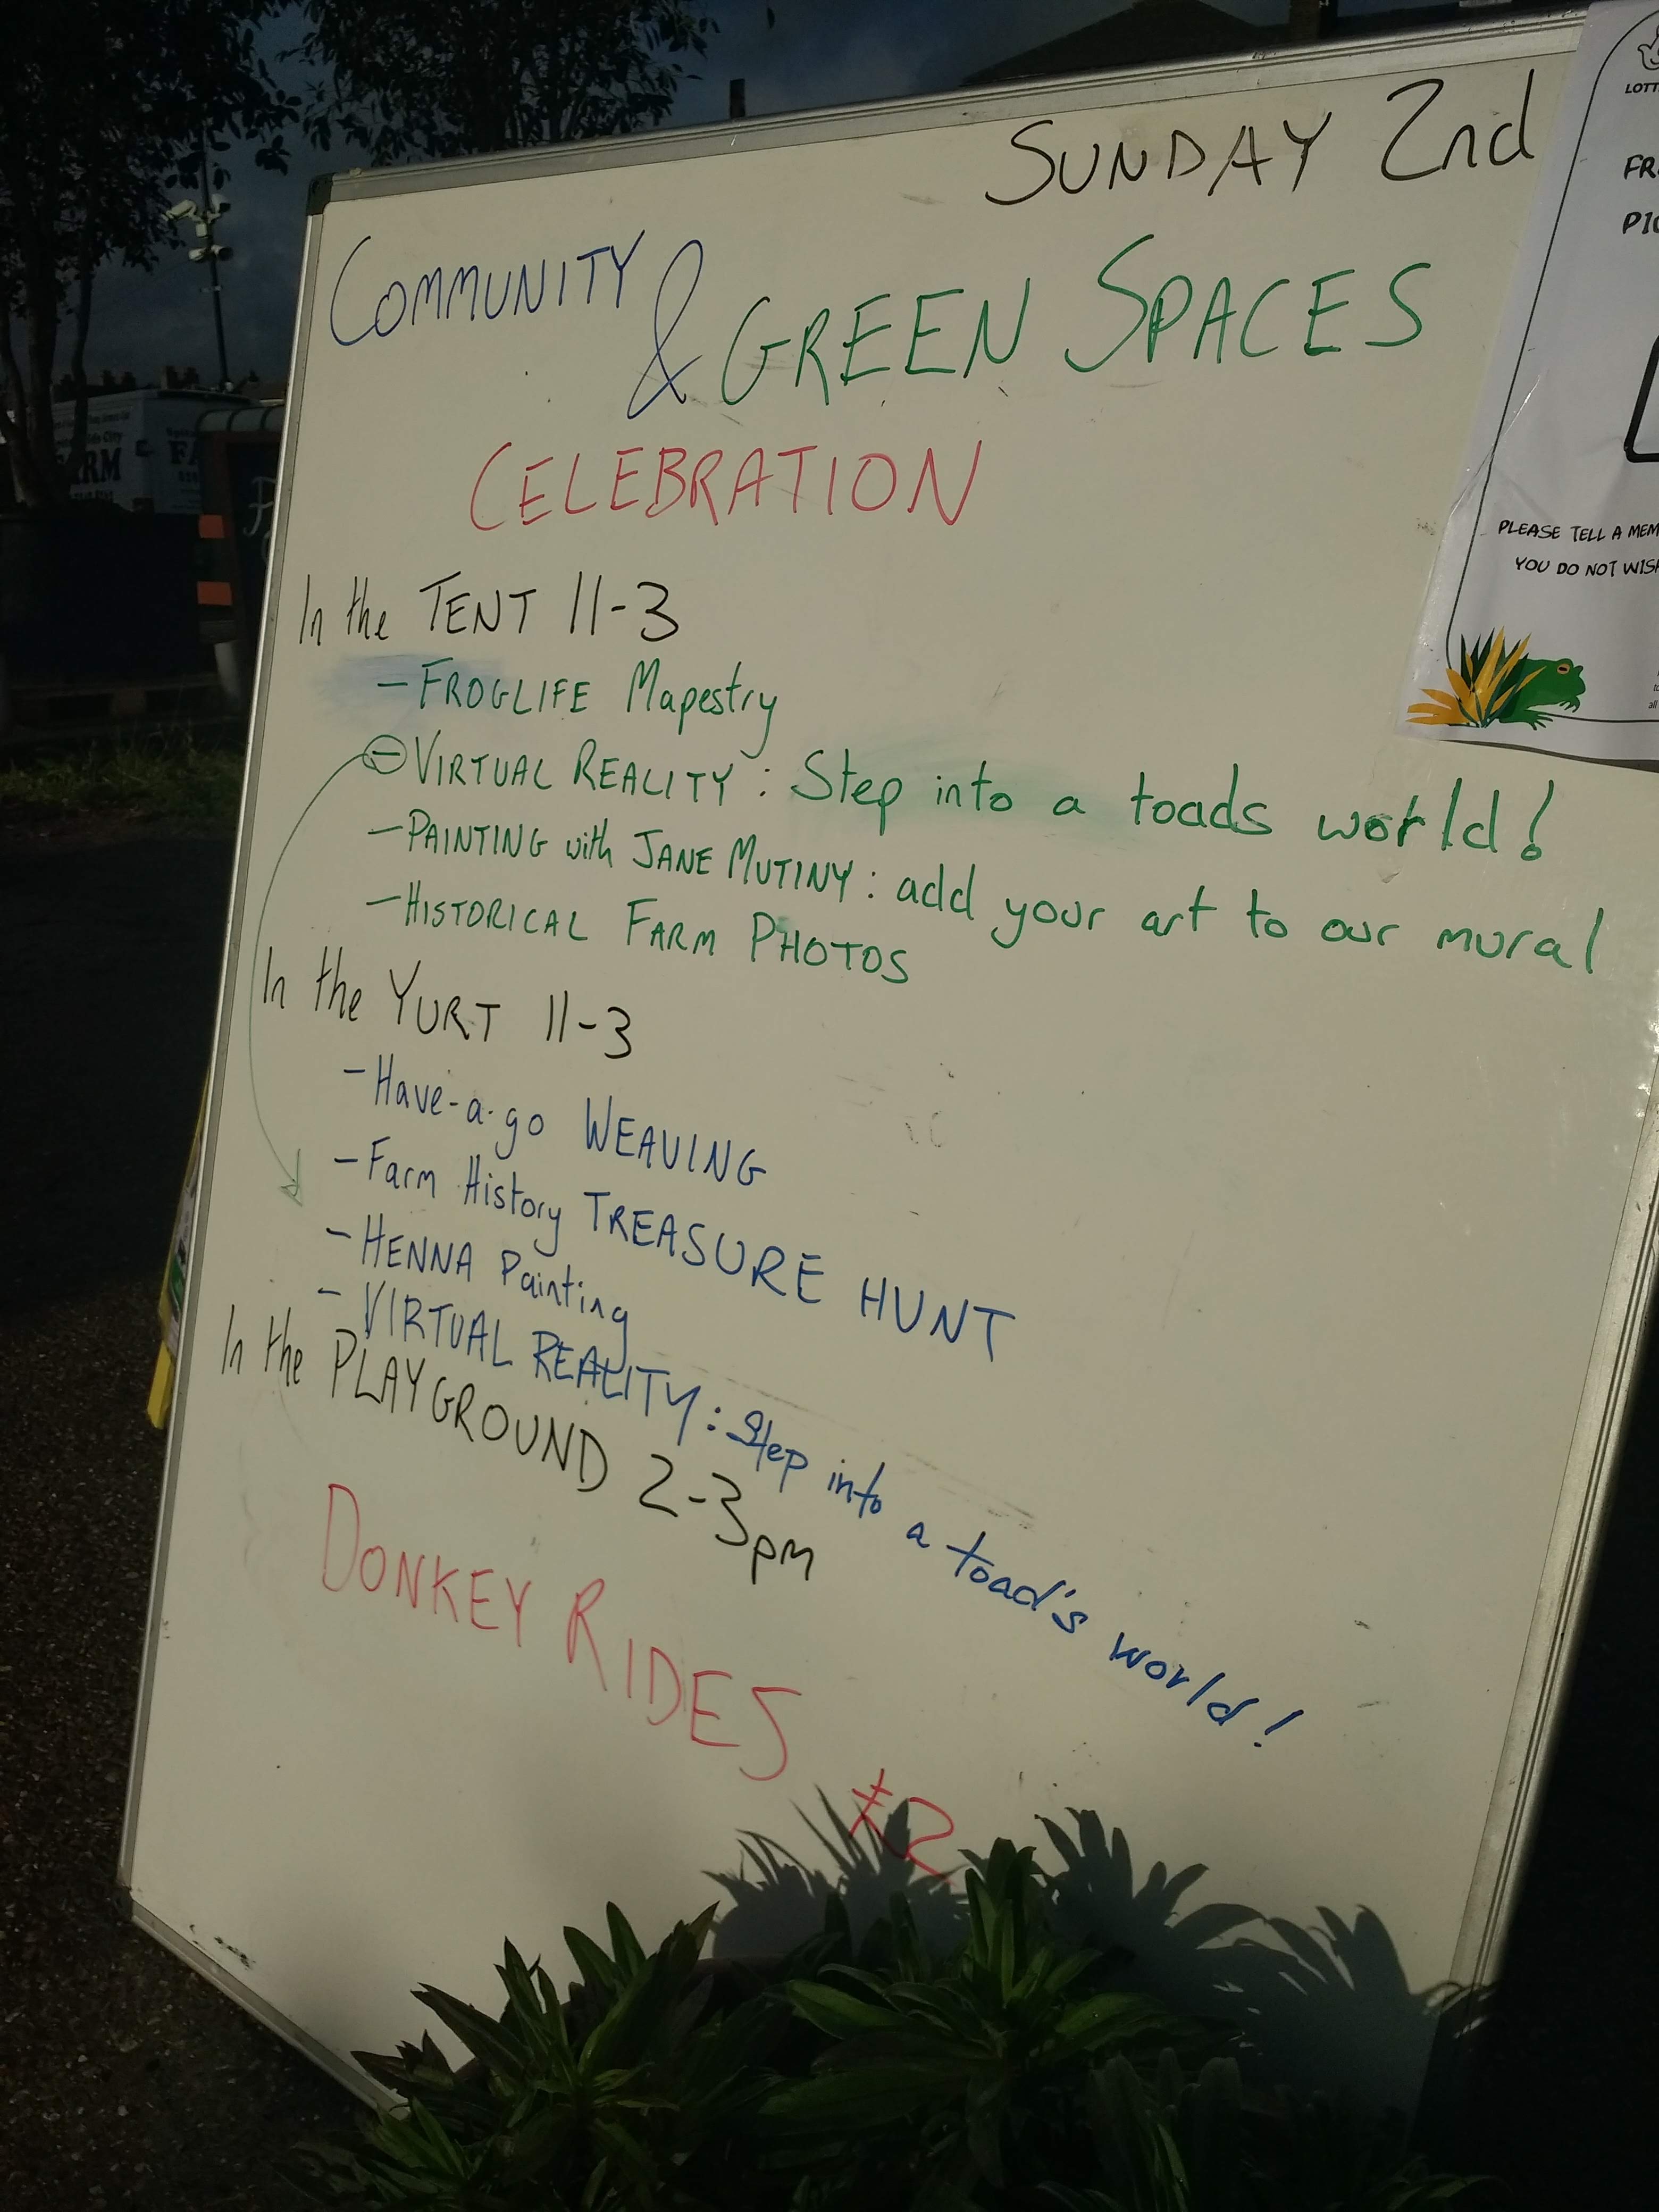 SUNDAY 2nd
COMMUNITY & GREEN SPACES
CELEBRATION
In the TENT 11-3
- FROGLIFE Mapestry
- VIRTUAL REALITY: Step into a toads world!
- PAINTING with JANE MUTINY: add your art to our mural
- HISTORICAL FARM PHOTOS
In the YURT 11-3
- Have-a-go WEAVING
- Farm History TREASURE HUNT
- HENNA Painting
- VIRTUAL REALITY: Step into a toad's world!
In the PLAYGROUND 2-3pm
DONKEY RIDES £2
LOTT
FR
PIC
PLEASE TELL A MEM
YOU DO NOT WISH
City
ARM
FA